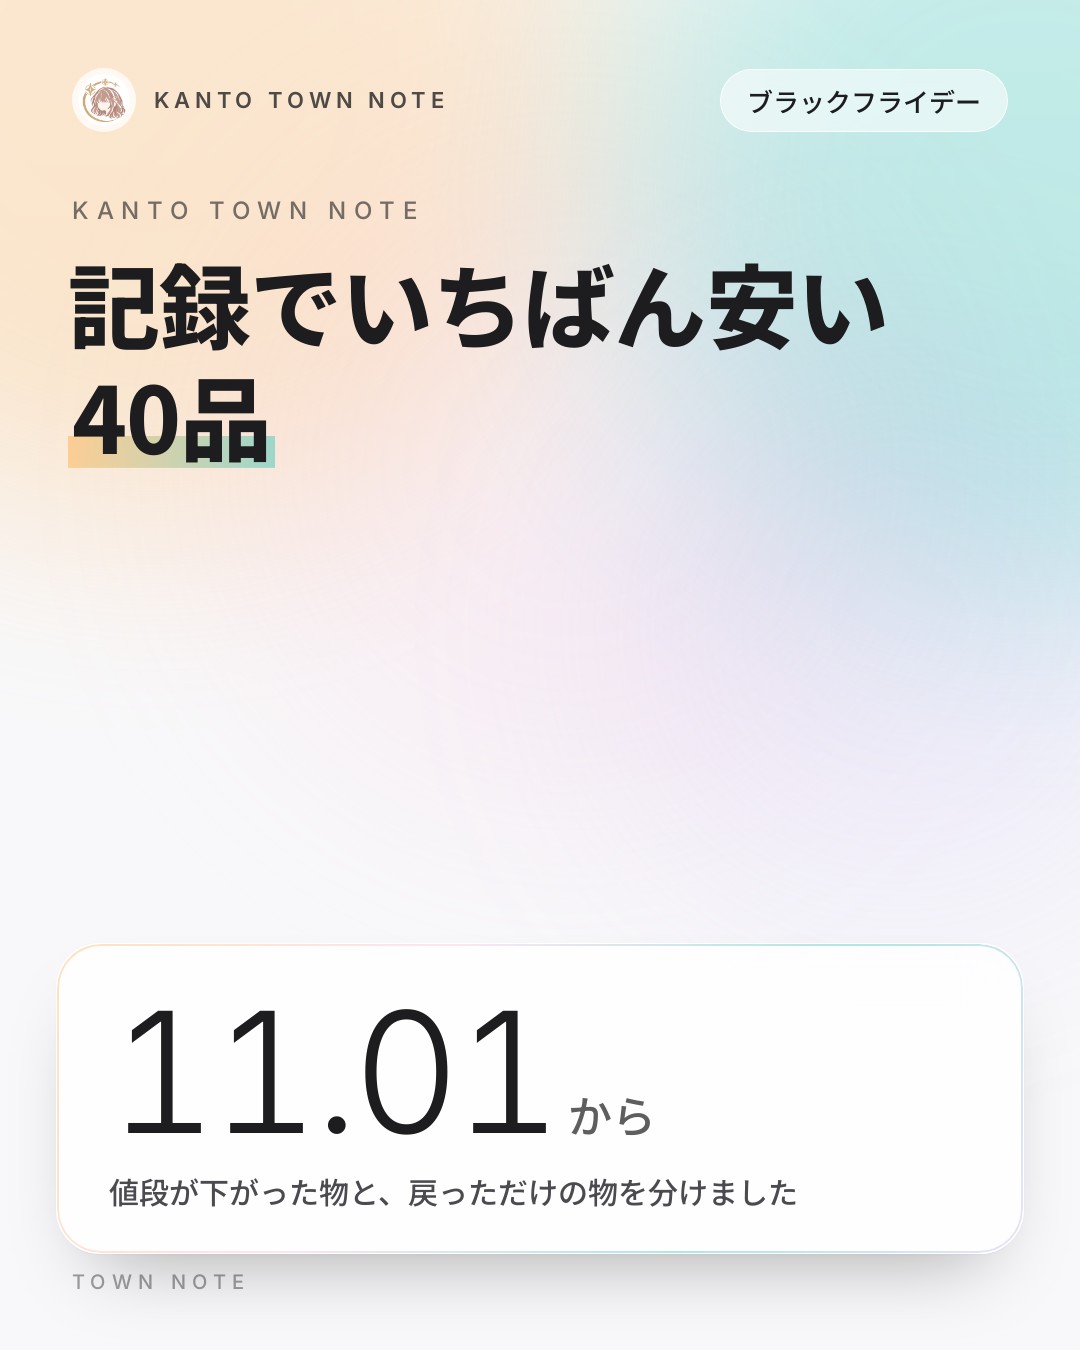 KANTO TOWN NOTE
ブラックフライデー
KANTO TOWN NOTE
記録でいちばん安い
40品
11.01 から
値段が下がった物と、戻っただけの物を分けました
TOWN NOTE